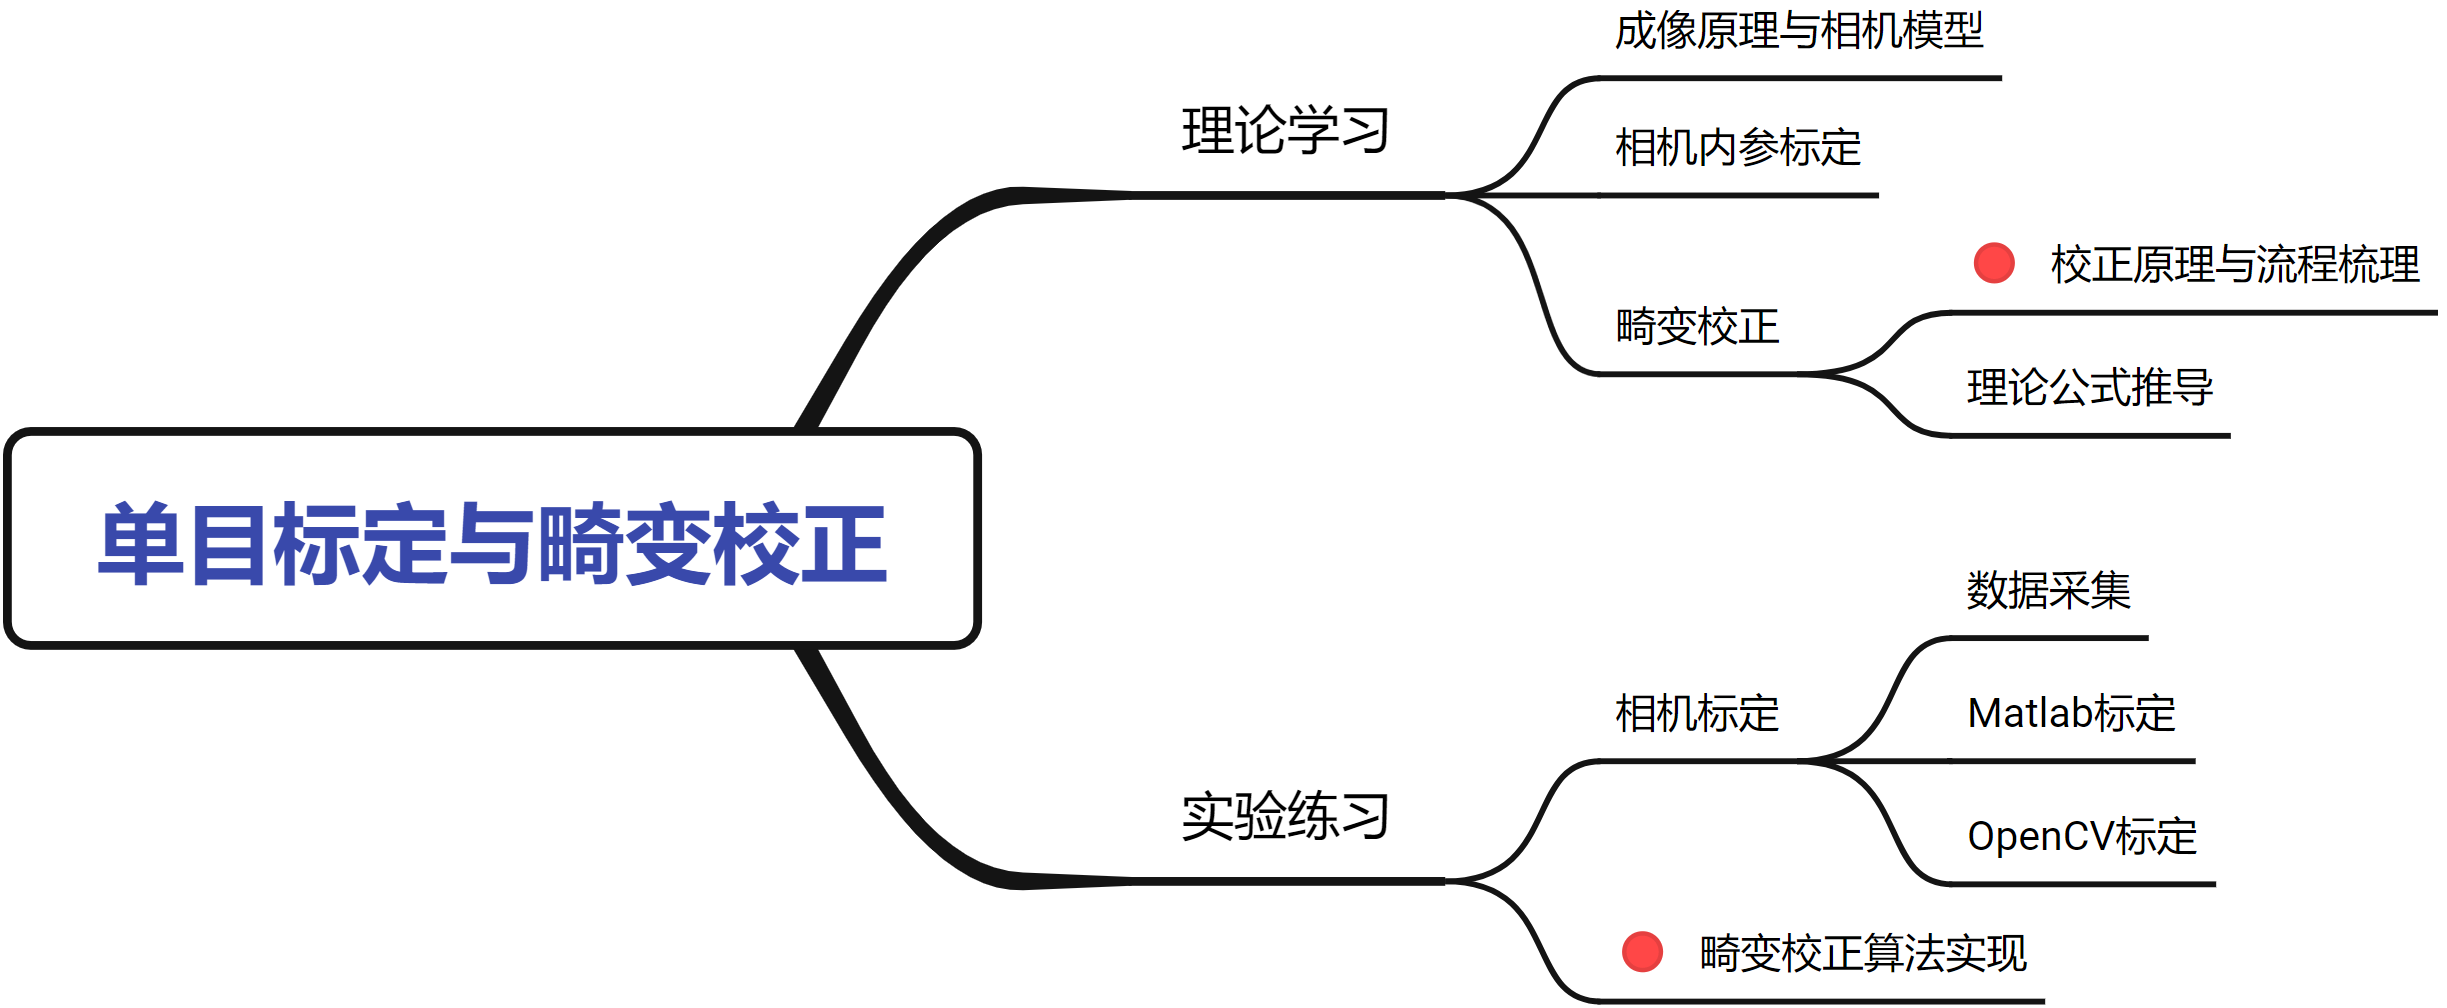 成像原理与相机模型
理论学习
相机内参标定
校正原理与流程梳理
畸变校正
理论公式推导
单目标定与畸变校正
数据采集
相机标定
Matlab标定
实验练习
OpenCV标定
畸变校正算法实现